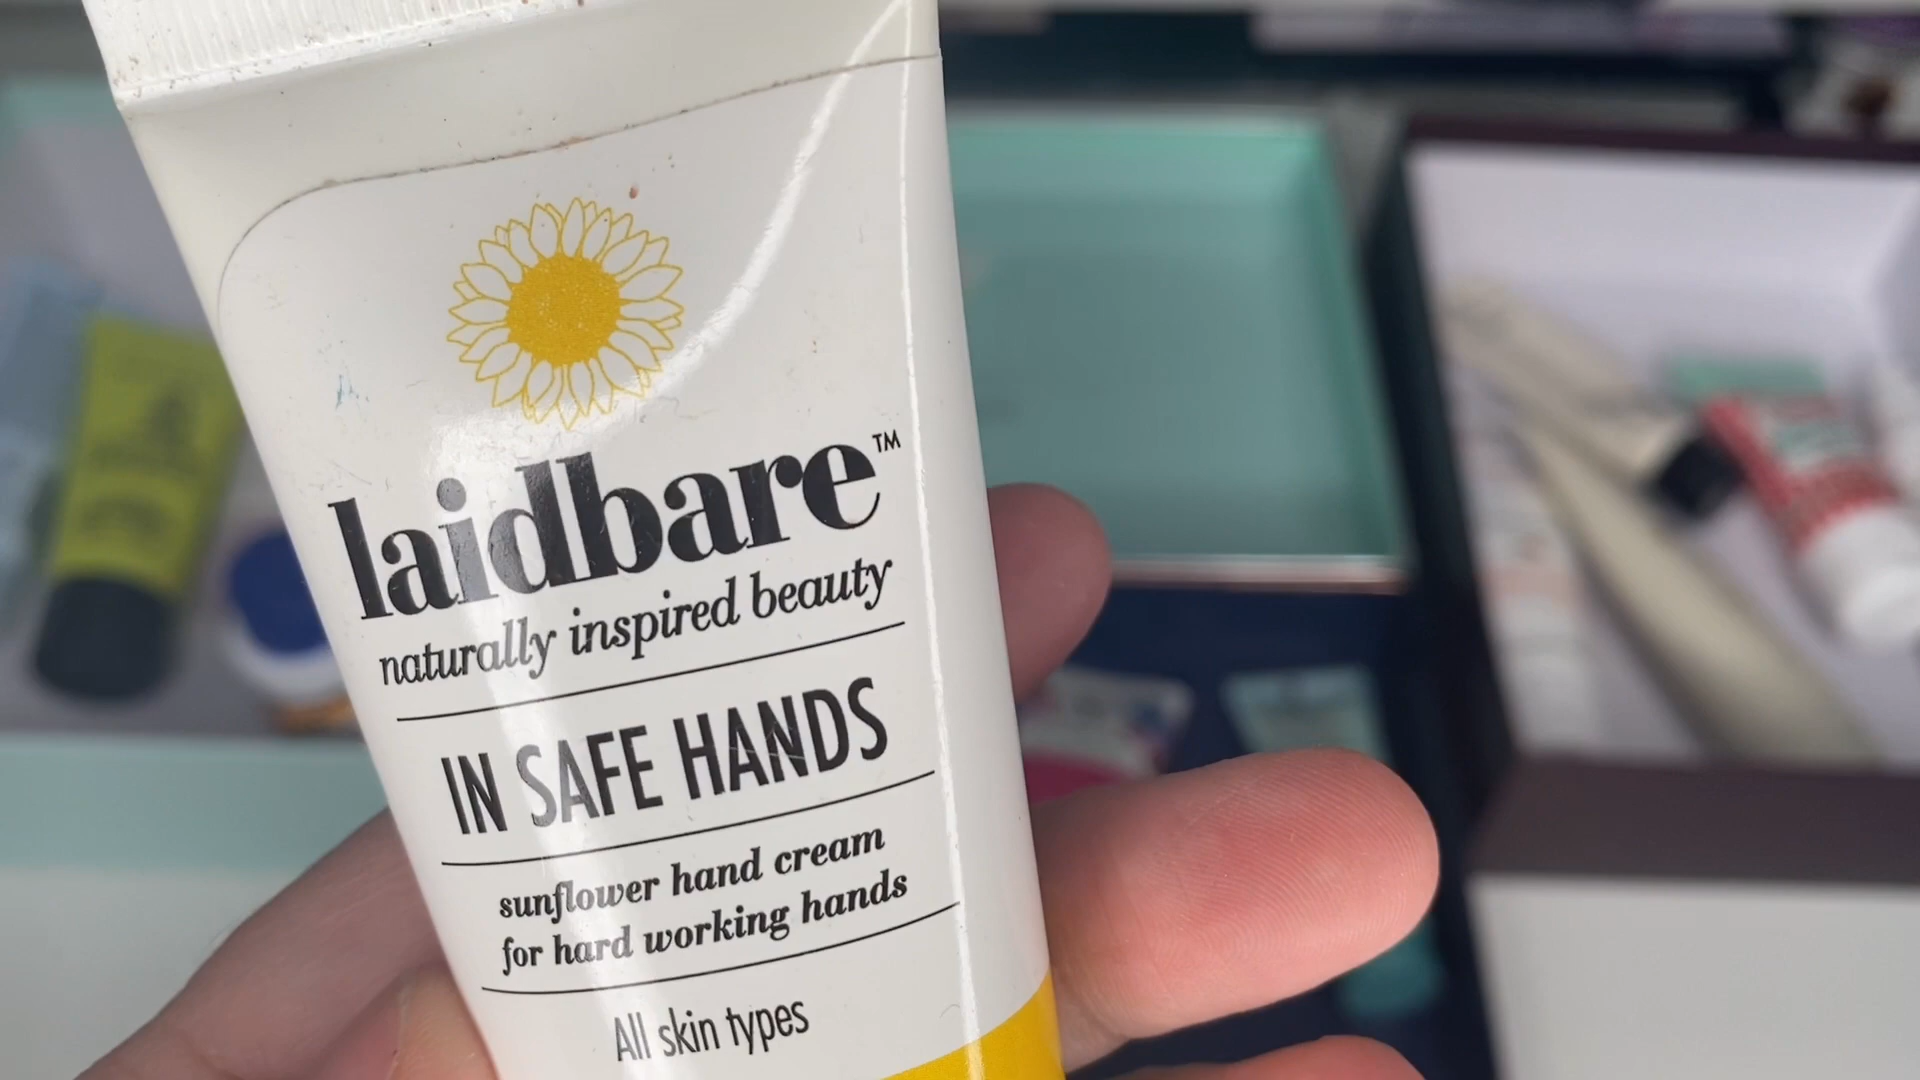 laidbare™
naturally inspired beauty
IN SAFE HANDS
sunflower hand cream
for hard working hands
All skin types